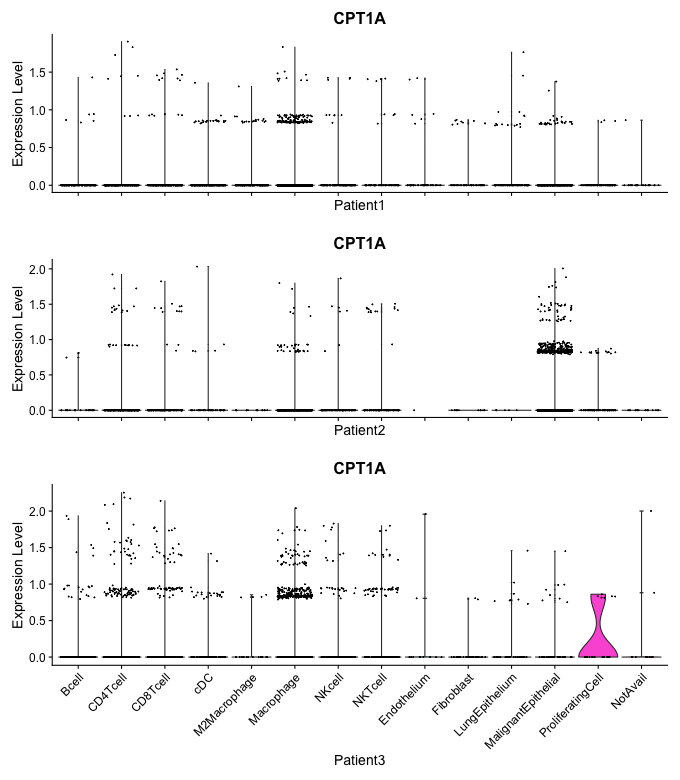 CPT1A
Expression Level
1.5
1.0
0.5
0.0
Patient1
CPT1A
Expression Level
2.0
1.5
1.0
0.5
0.0
Patient2
CPT1A
Expression Level
2.0
1.5
1.0
0.5
0.0
Bcell
CD4Tcell
CD8Tcell
cDC
M2Macrophage
Macrophage
NKcell
NKTcell
Endothelium
Fibroblast
LungEpithelium
MalignantEpithelial
ProliferatingCell
NotAvail
Patient3